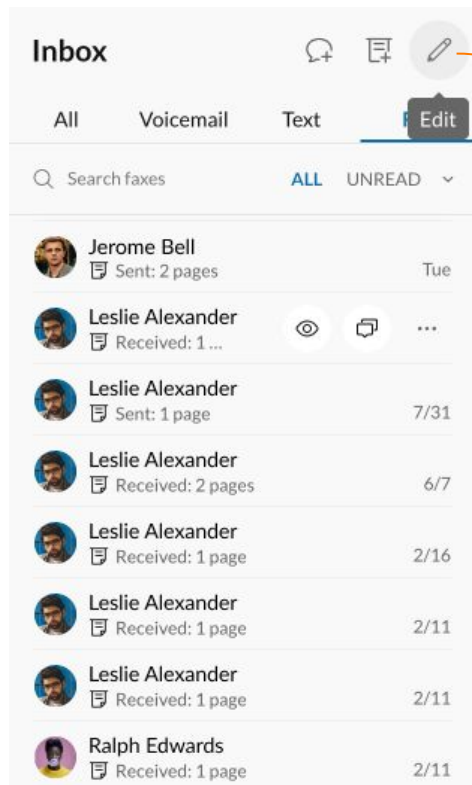 Inbox
All Voicemail Text Edit
Search faxes ALL UNREAD
Jerome Bell
Sent: 2 pages Tue
Leslie Alexander
Received: 1 ...
Leslie Alexander
Sent: 1 page 7/31
Leslie Alexander
Received: 2 pages 6/7
Leslie Alexander
Received: 1 page 2/16
Leslie Alexander
Received: 1 page 2/11
Leslie Alexander
Received: 1 page 2/11
Ralph Edwards
Received: 1 page 2/11